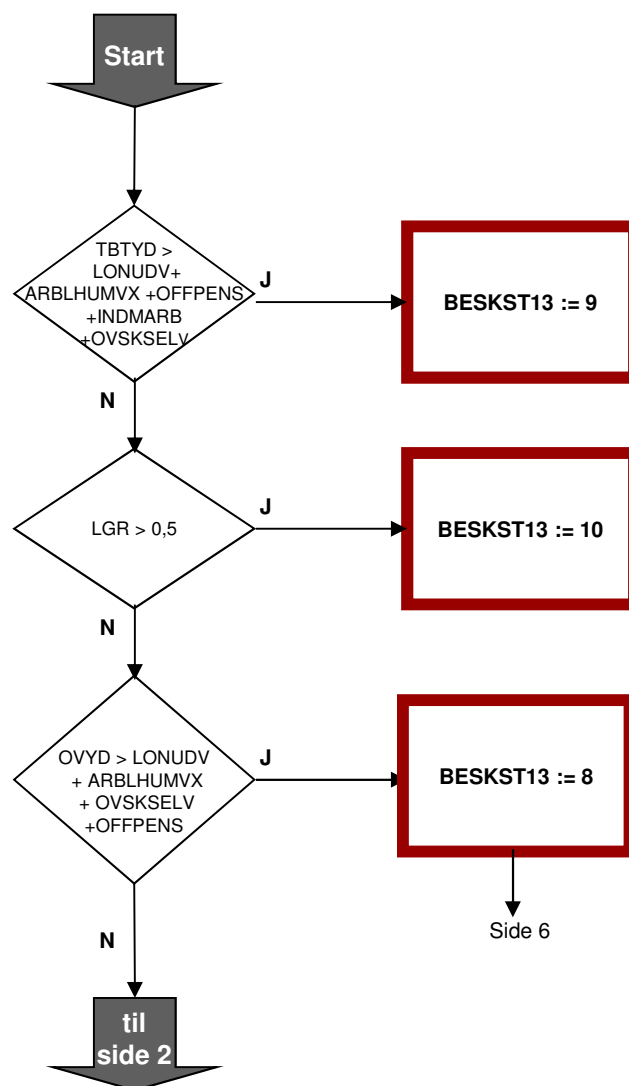 Start
TBTYD >
LONUDV+
ARBLHUMVX +OFFPENS
+INDMARB
+OVSKSELV
J
BESKST13 := 9
N
LGR > 0,5
J
BESKST13 := 10
N
OVYD > LONUDV
+ ARBLHUMVX
+ OVSKSELV
+OFFPENS
J
BESKST13 := 8
Side 6
N
til
side 2